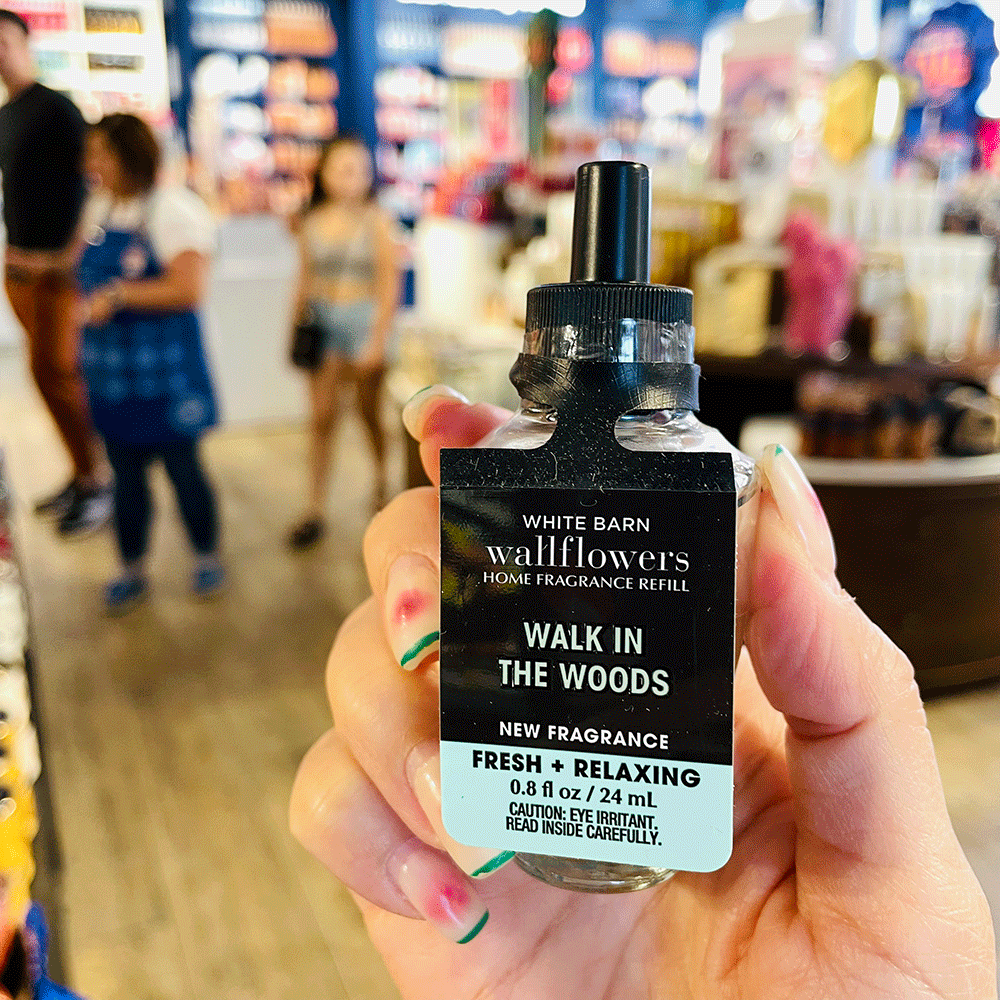 WHITE BARN
wallflowers
HOME FRAGRANCE REFILL
WALK IN
THE WOODS
NEW FRAGRANCE
FRESH + RELAXING
0.8 fl oz / 24 mL
CAUTION: EYE IRRITANT.
READ INSIDE CAREFULLY.